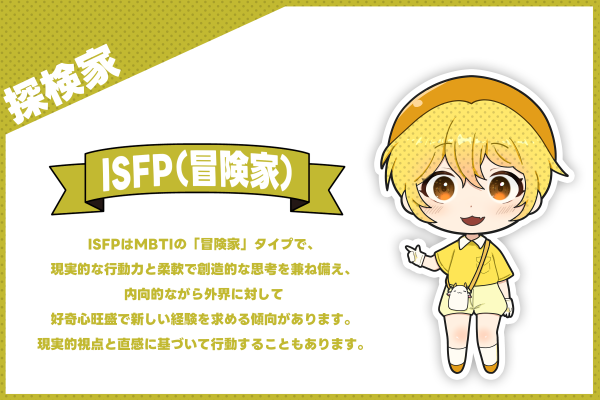 探検家
ISFP(冒険家)
ISFPはMBTIの「冒険家」タイプで、
現実的な行動力と柔軟で創造的な思考を兼ね備え、
内向的ながら外界に対して
好奇心旺盛で新しい経験を求める傾向があります。
現実的視点と直感に基づいて行動することもあります。